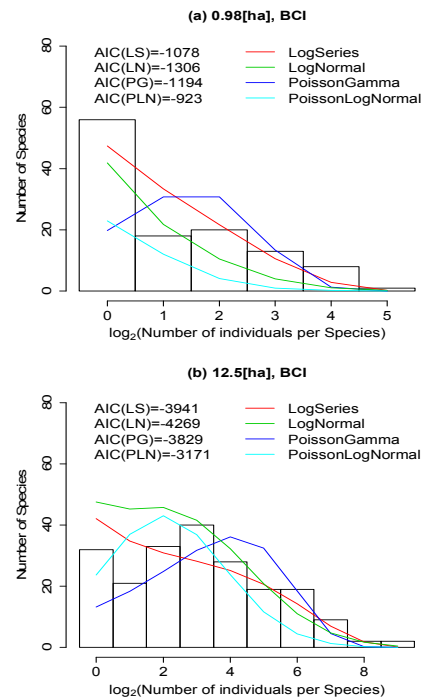 (a) 0.98[ha], BCI
AIC(LS)=-1078
AIC(LN)=-1306
AIC(PG)=-1194
AIC(PLN)=-923
LogSeries
LogNormal
PoissonGamma
PoissonLogNormal
Number of Species
0 20 40 60 80
0 1 2 3 4 5
log₂(Number of individuals per Species)
(b) 12.5[ha], BCI
AIC(LS)=-3941
AIC(LN)=-4269
AIC(PG)=-3829
AIC(PLN)=-3171
LogSeries
LogNormal
PoissonGamma
PoissonLogNormal
Number of Species
0 20 40 60 80
0 2 4 6 8
log₂(Number of individuals per Species)